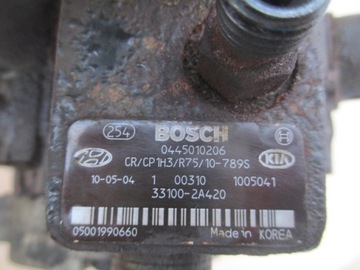 254 BOSCH
0445010206
CR/CP1H3/R75/10-789S KIA
10-05-04 1 00310 1005041
33100-2A420
05001990660 Made in KOREA